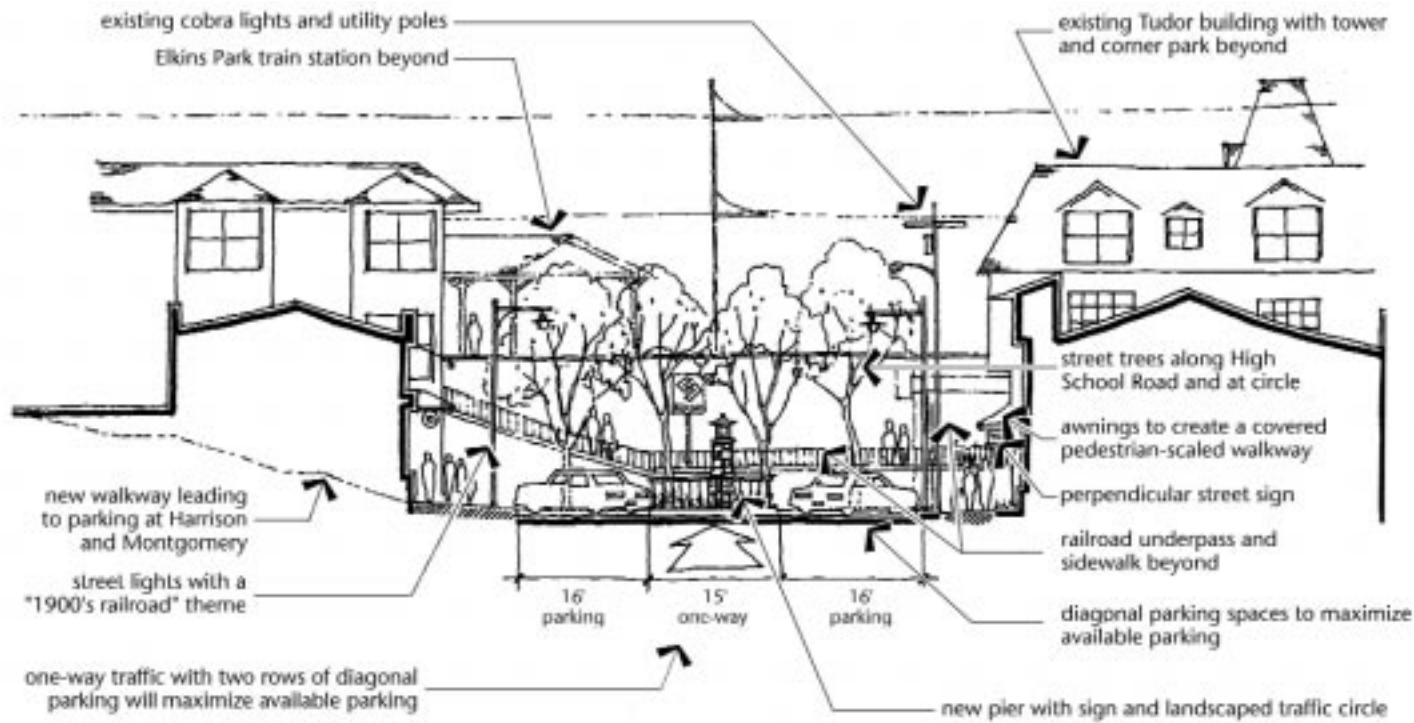 existing cobra lights and utility poles
Elkins Park train station beyond
existing Tudor building with tower
and corner park beyond
street trees along High
School Road and at circle
awnings to create a covered
pedestrian-scaled walkway
perpendicular street sign
railroad underpass and
sidewalk beyond
diagonal parking spaces to maximize
available parking
new pier with sign and landscaped traffic circle
new walkway leading
to parking at Harrison
and Montgomery
street lights with a
"1900's railroad" theme
16'
parking
15'
one-way
16'
parking
one-way traffic with two rows of diagonal
parking will maximize available parking